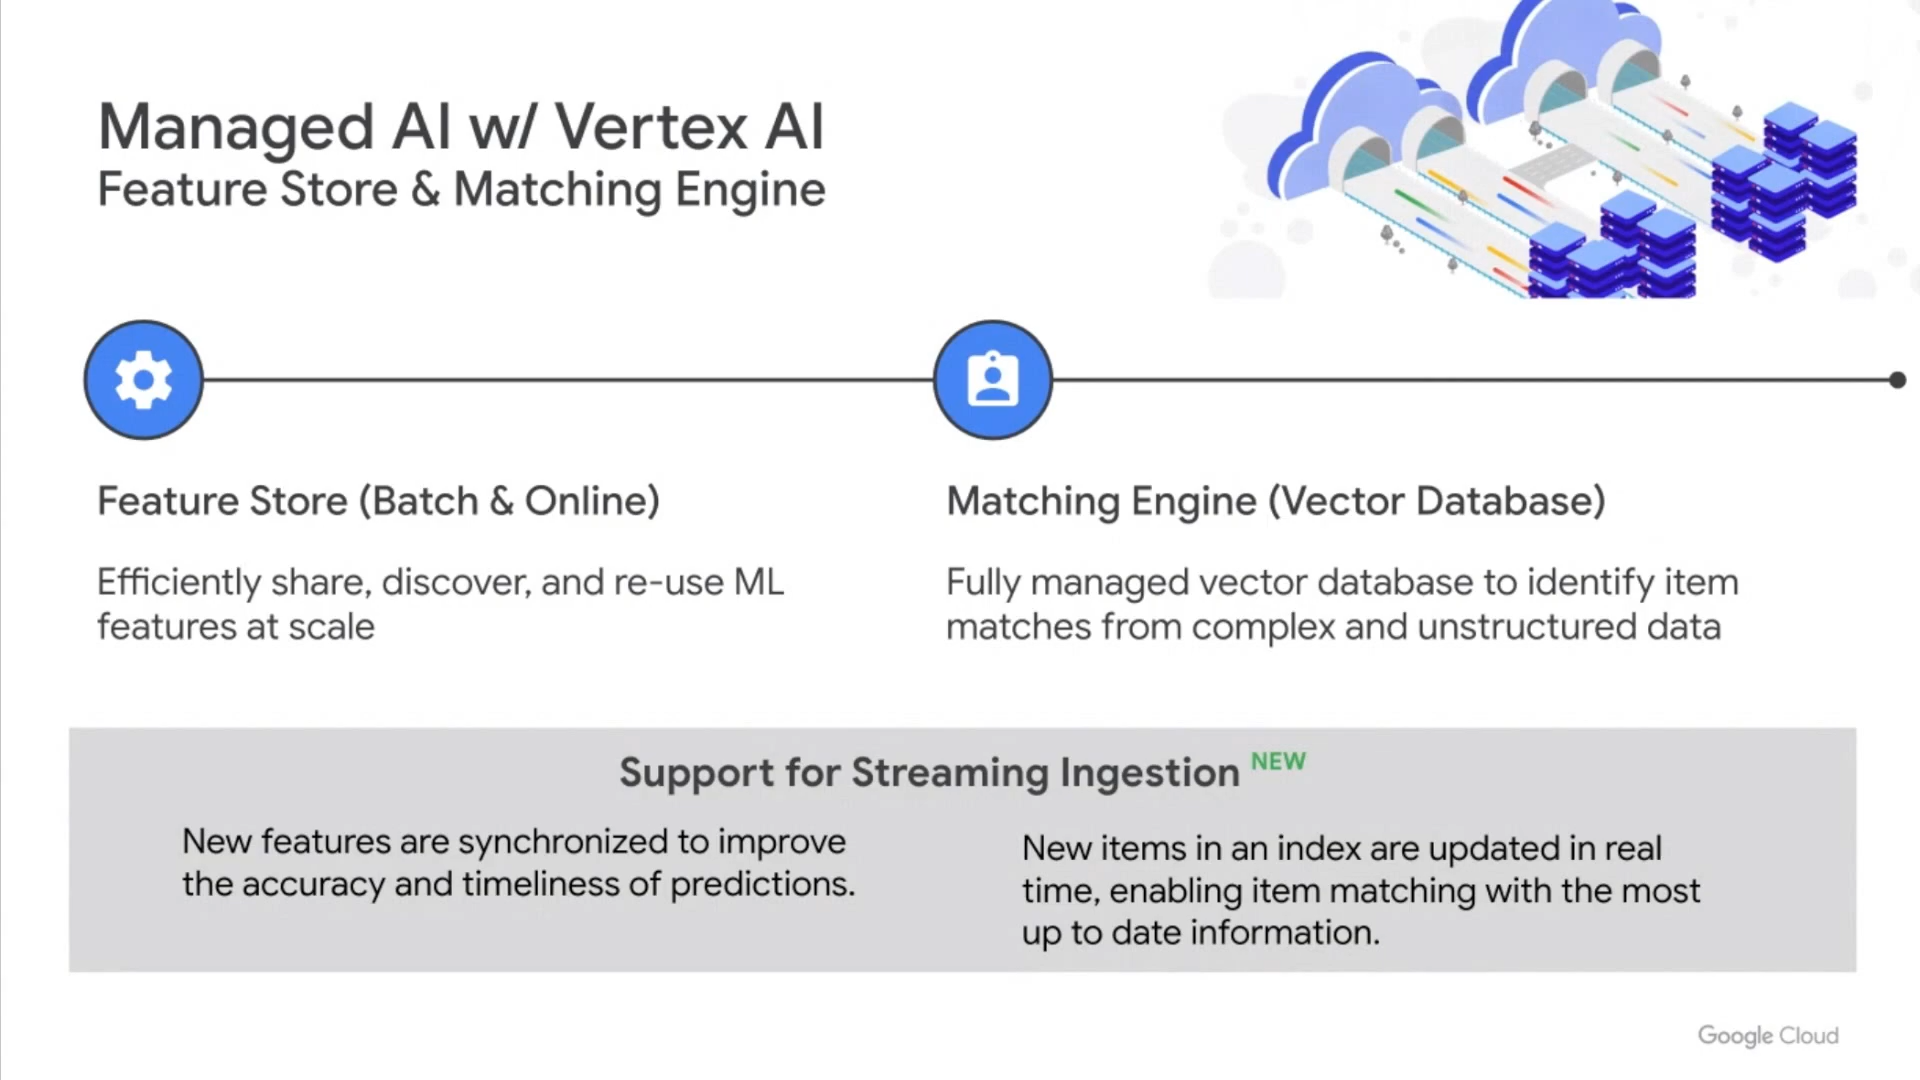 Managed AI w/ Vertex AI
Feature Store & Matching Engine
Feature Store (Batch & Online)
Efficiently share, discover, and re-use ML
features at scale
Matching Engine (Vector Database)
Fully managed vector database to identify item
matches from complex and unstructured data
Support for Streaming Ingestion NEW
New features are synchronized to improve
the accuracy and timeliness of predictions.
New items in an index are updated in real
time, enabling item matching with the most
up to date information.
Google Cloud